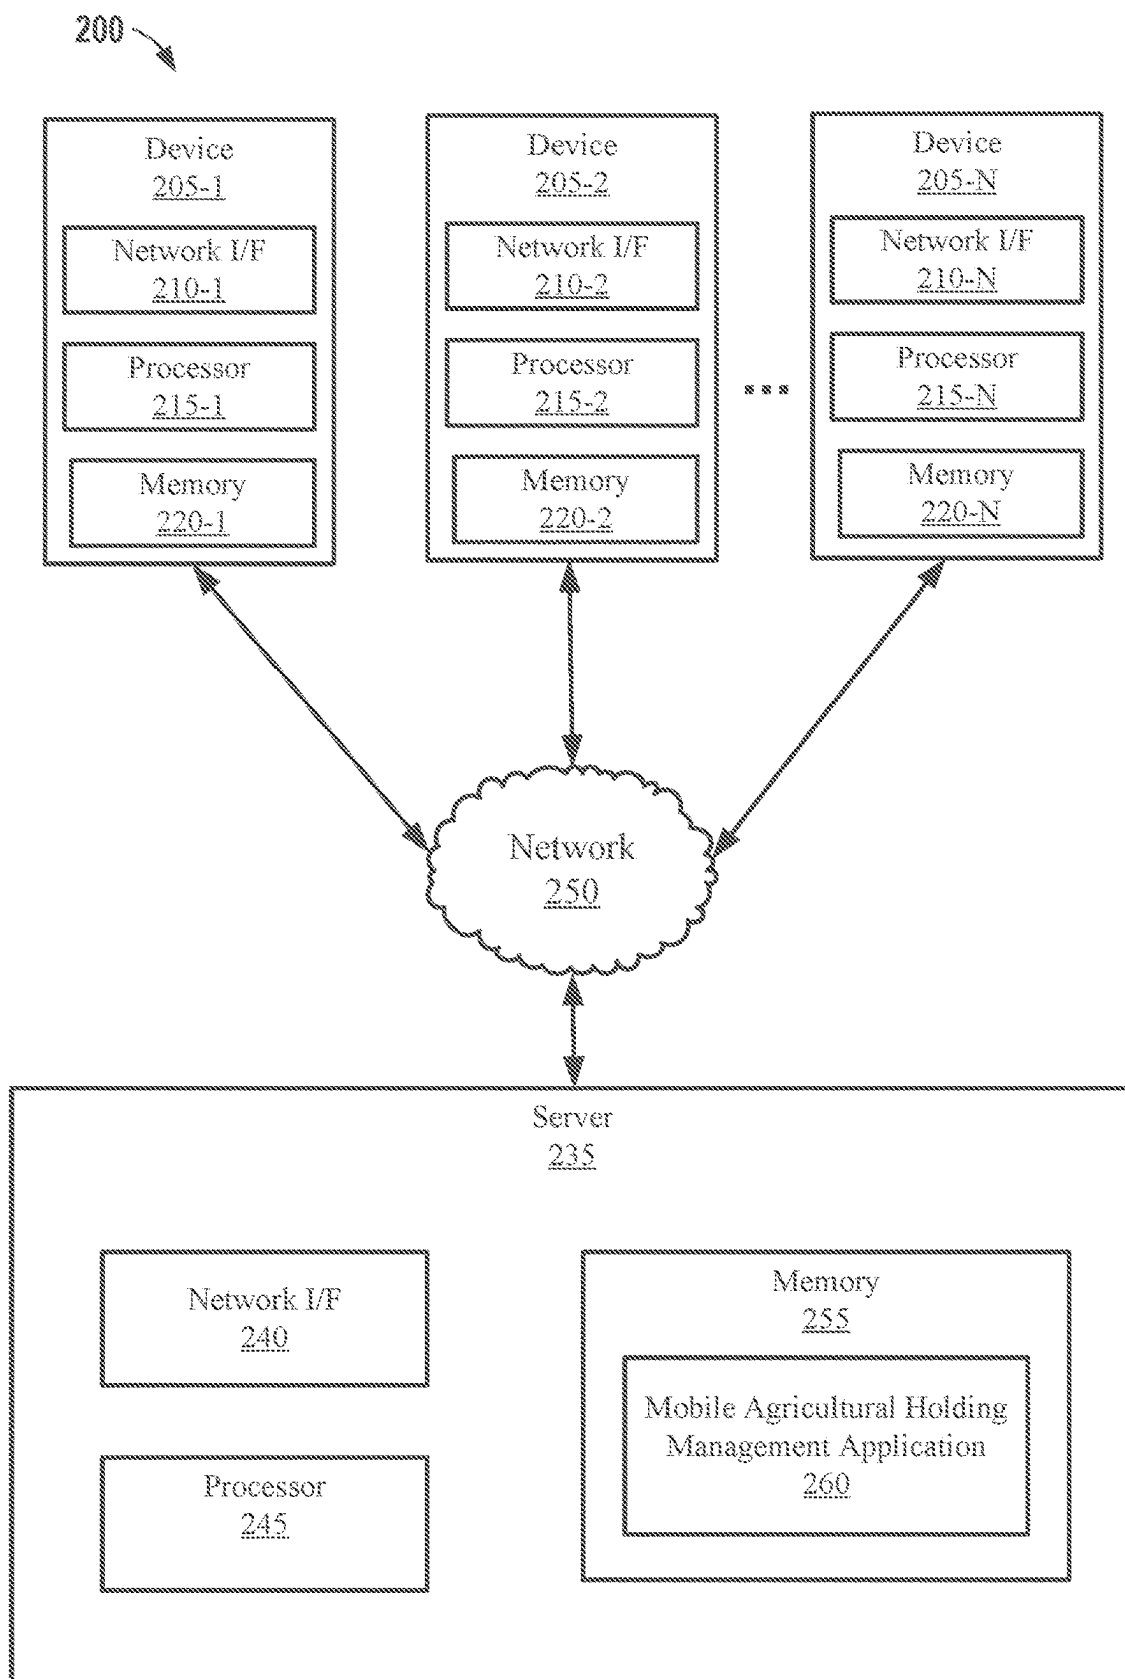 200
Device
205-1
Network I/F
210-1
Processor
215-1
Memory
220-1
Device
205-2
Network I/F
210-2
Processor
215-2
Memory
220-2
...
Device
205-N
Network I/F
210-N
Processor
215-N
Memory
220-N
Network
250
Server
235
Network I/F
240
Processor
245
Memory
255
Mobile Agricultural Holding
Management Application
260